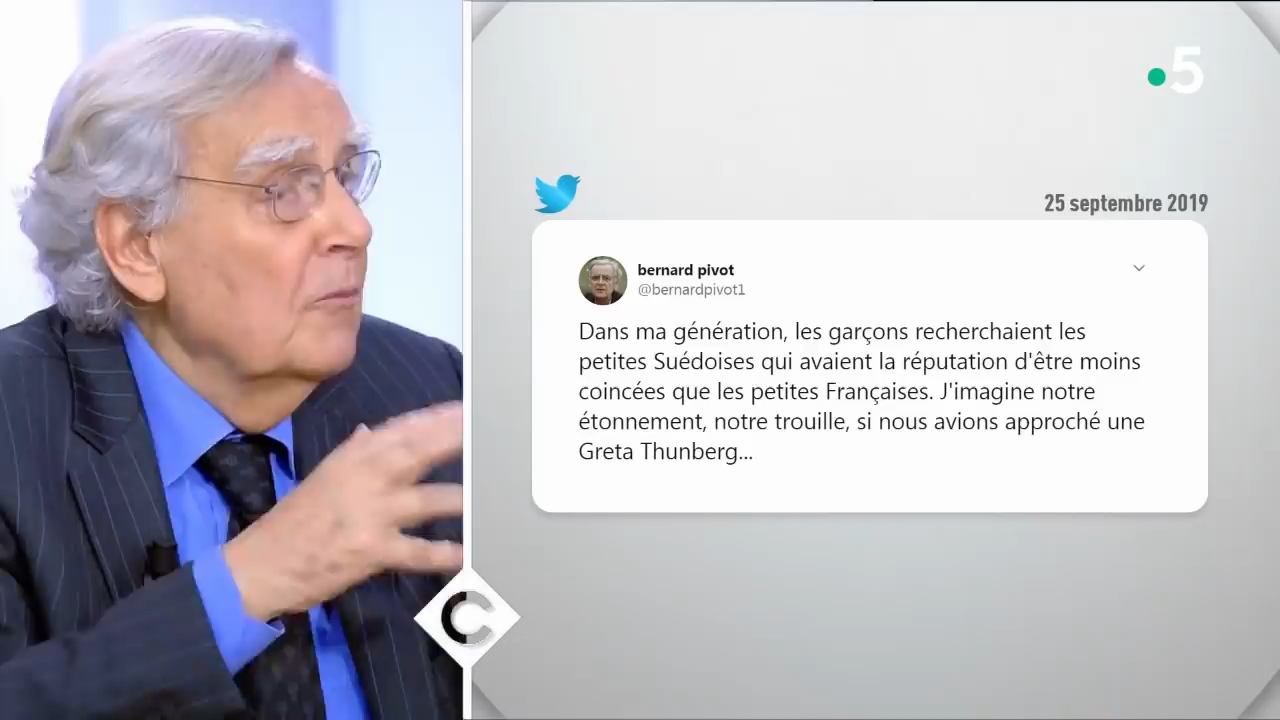 5
25 septembre 2019
bernard pivot
@bernardpivot1
Dans ma génération, les garçons recherchaient les
petites Suédoises qui avaient la réputation d'être moins
coincées que les petites Françaises. J'imagine notre
étonnement, notre trouille, si nous avions approché une
Greta Thunberg...
C